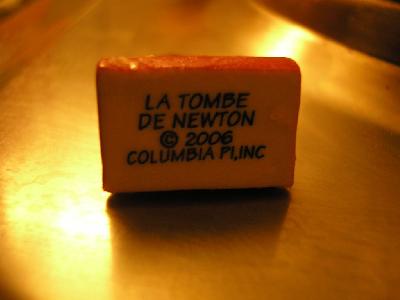 LA TOMBE
DE NEWTON
© 2006
COLUMBIA PI,INC